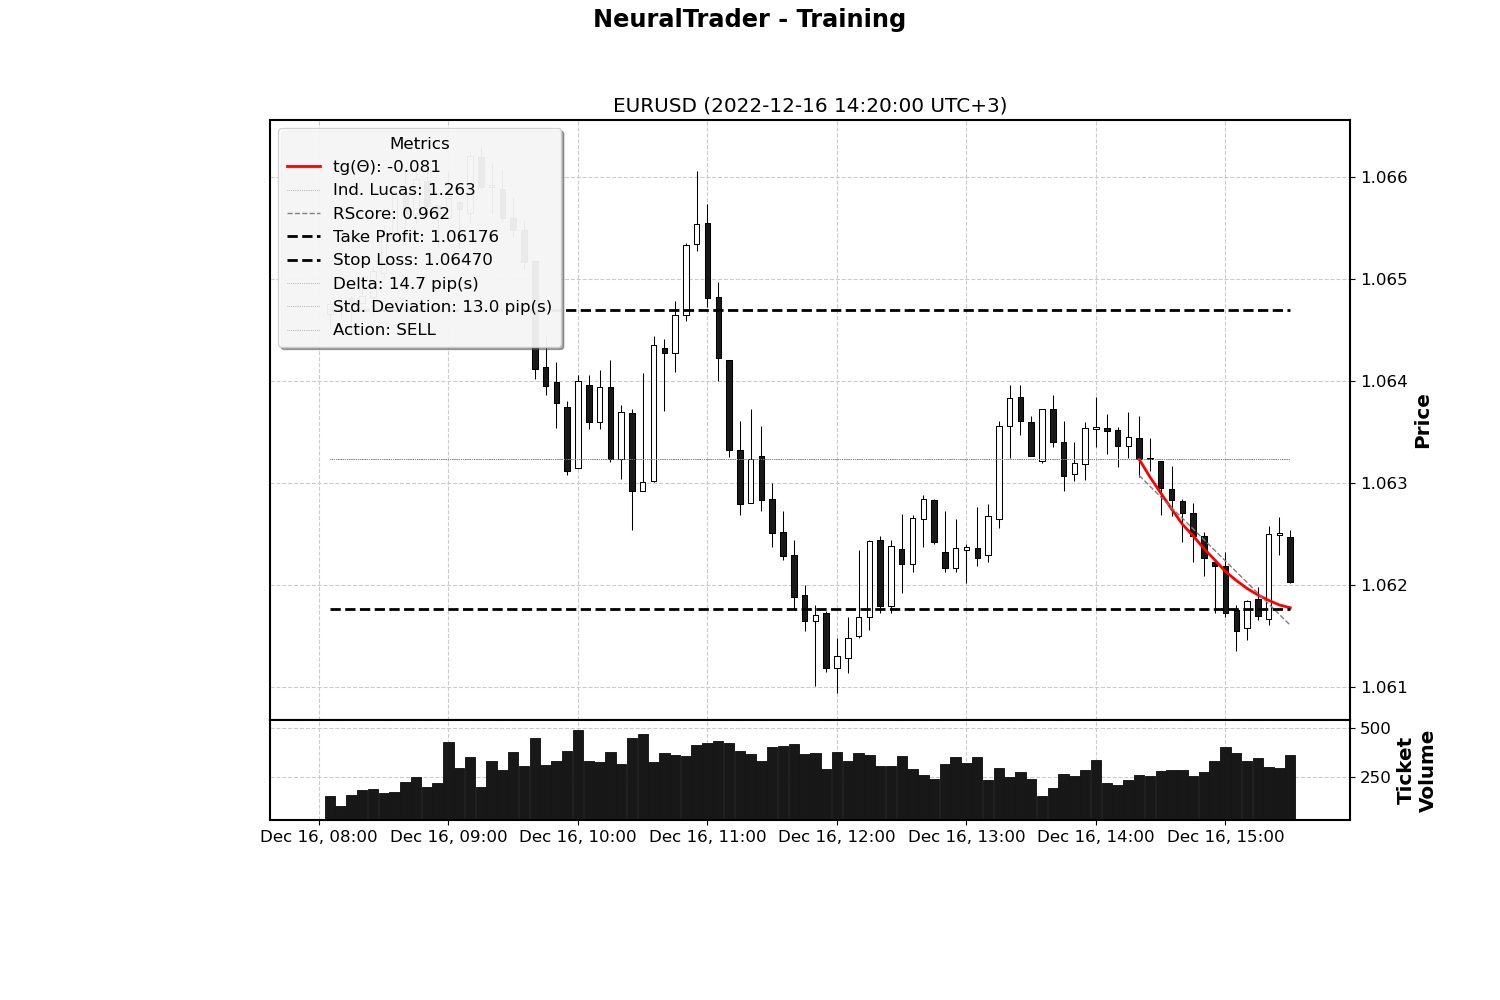 NeuralTrader - Training
EURUSD (2022-12-16 14:20:00 UTC+3)
Metrics
tg(Θ): -0.081
Ind. Lucas: 1.263
RScore: 0.962
Take Profit: 1.06176
Stop Loss: 1.06470
Delta: 14.7 pip(s)
Std. Deviation: 13.0 pip(s)
Action: SELL
1.066
1.065
1.064
1.063
1.062
1.061
Price
500
250
Ticket
Volume
Dec 16, 08:00 Dec 16, 09:00 Dec 16, 10:00 Dec 16, 11:00 Dec 16, 12:00 Dec 16, 13:00 Dec 16, 14:00 Dec 16, 15:00